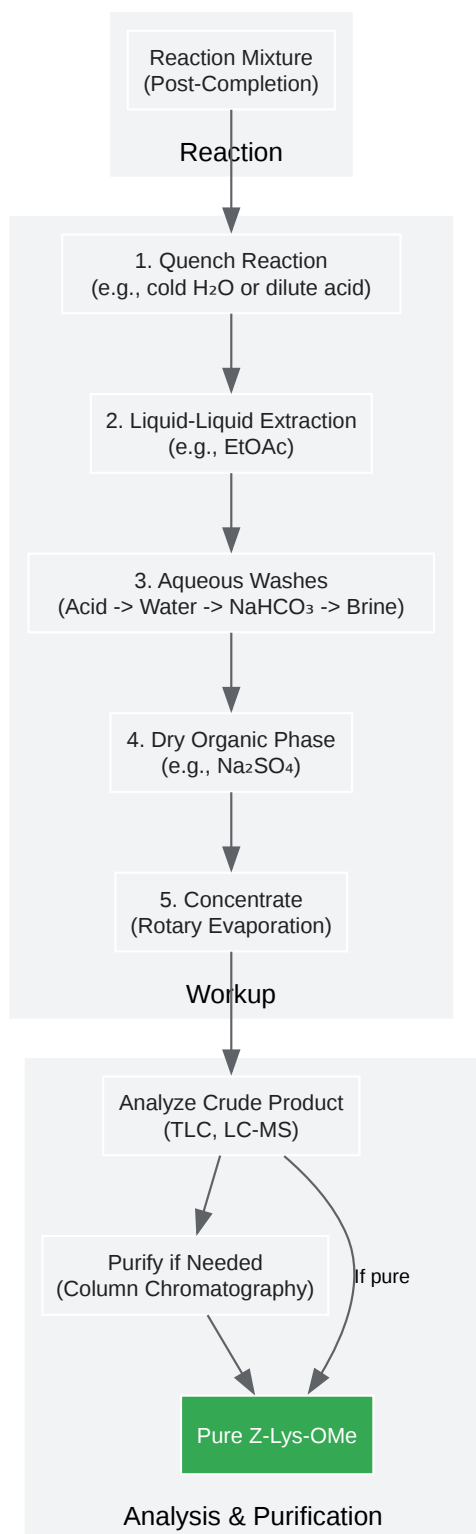 Reaction Mixture
(Post-Completion)
Reaction
1. Quench Reaction
(e.g., cold H₂O or dilute acid)
2. Liquid-Liquid Extraction
(e.g., EtOAc)
3. Aqueous Washes
(Acid -> Water -> NaHCO₃ -> Brine)
4. Dry Organic Phase
(e.g., Na₂SO₄)
5. Concentrate
(Rotary Evaporation)
Workup
Analyze Crude Product
(TLC, LC-MS)
Purify if Needed
(Column Chromatography)
If pure
Pure Z-Lys-OMe
Analysis & Purification